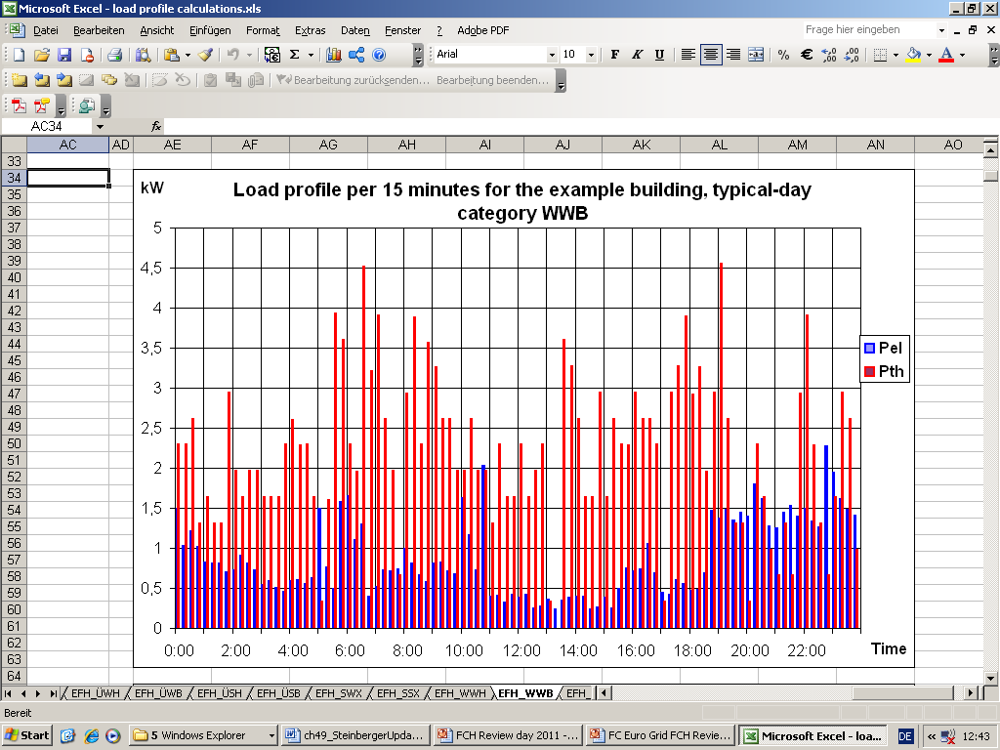 Microsoft Excel - load profile calculations.xls
Datei Bearbeiten Ansicht Einfügen Format Extras Daten Fenster ? Adobe PDF Frage hier eingeben
Arial 10 F K U % €
Bearbeitung zurücksenden... Bearbeitung beenden...
AC34 fx
AC AD AE AF AG AH AI AJ AK AL AM AN AO
33
34
35
36
37
38
39
40
41
42
43
44
45
46
47
48
49
50
51
52
53
54
55
56
57
58
59
60
61
62
63
64
kW
Load profile per 15 minutes for the example building, typical-day
category WWB
5
4,5
4
3,5
3
2,5
2
1,5
1
0,5
0
0:00 2:00 4:00 6:00 8:00 10:00 12:00 14:00 16:00 18:00 20:00 22:00
Time
Pel
Pth
EFH_ÜWH EFH_ÜWB EFH_ÜSH EFH_ÜSB EFH_SWX EFH_SSX EFH_WWH EFH_WWB EFH_
Bereit
Start 5 Windows Explorer ch49_SteinbergerUpda... FCH Review day 2011 -... FC Euro Grid FCH Revie... Microsoft Excel - loa... DE « 12:43